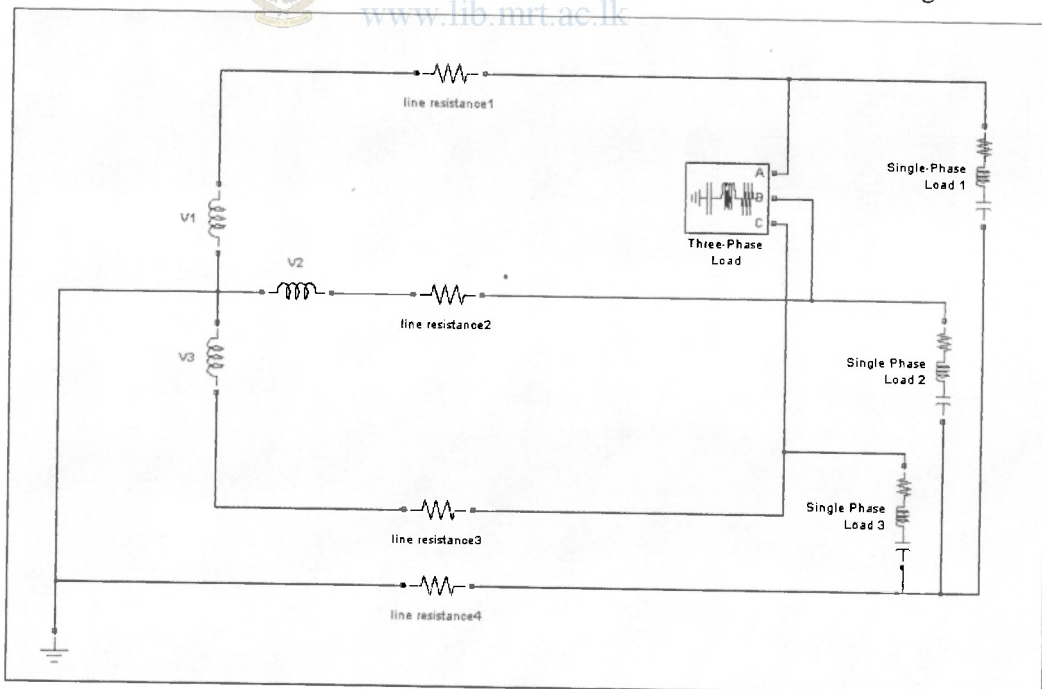 www.lib.mrt.ac.lk
line resistance1
A
Single-Phase
Load 1
V1
B
C
Three-Phase
Load
V2
line resistance2
V3
Single Phase
Load 2
Single Phase
Load 3
line resistance3
line resistance4